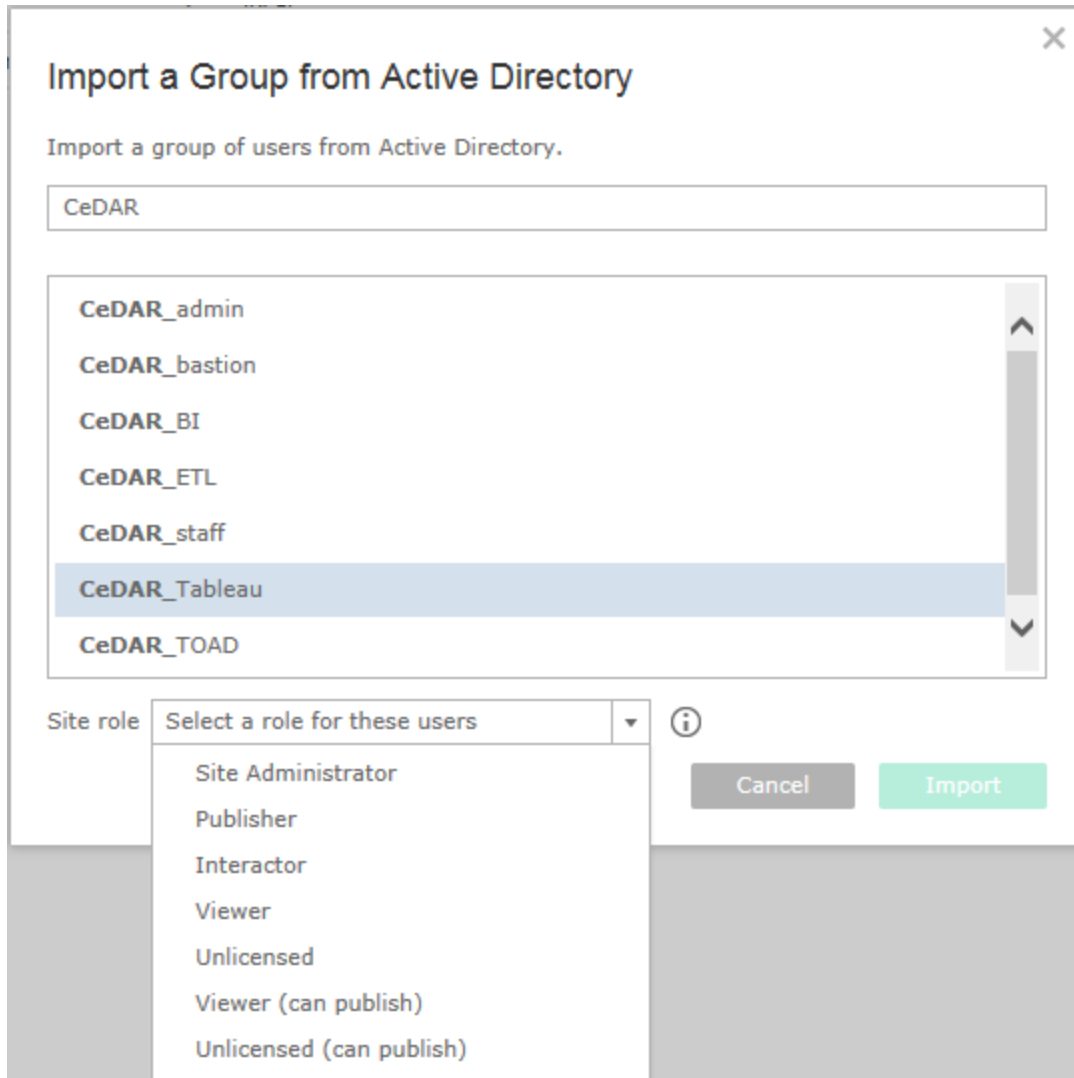 Import a Group from Active Directory
Import a group of users from Active Directory.
CeDAR
CeDAR_admin
CeDAR_bastion
CeDAR_BI
CeDAR_ETL
CeDAR_staff
CeDAR_Tableau
CeDAR_TOAD
Site role Select a role for these users
Site Administrator
Cancel Import
Publisher
Interactor
Viewer
Unlicensed
Viewer (can publish)
Unlicensed (can publish)